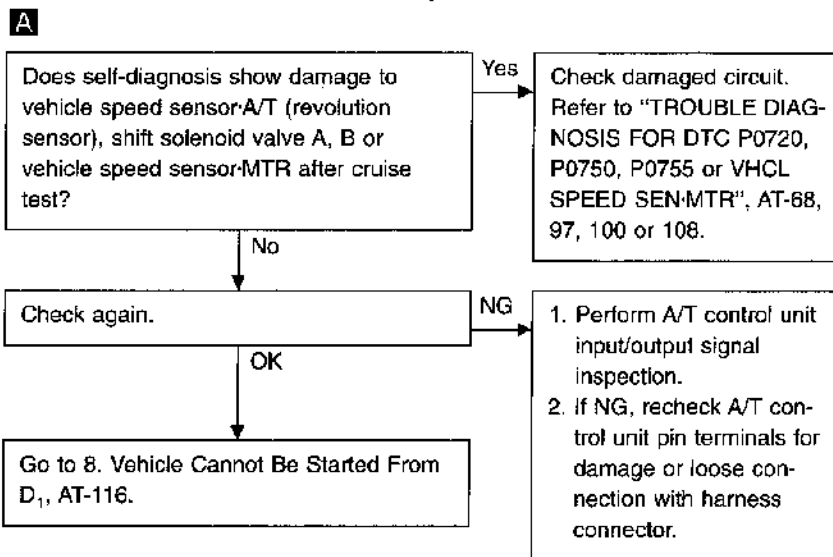 A
Does self-diagnosis show damage to
vehicle speed sensor·A/T (revolution
sensor), shift solenoid valve A, B or
vehicle speed sensor·MTR after cruise
test?
Yes
Check damaged circuit.
Refer to “TROUBLE DIAG-
NOSIS FOR DTC P0720,
P0750, P0755 or VHCL
SPEED SEN·MTR”, AT-68,
97, 100 or 108.
No
Check again.
NG
1. Perform A/T control unit
input/output signal
inspection.
2. If NG, recheck A/T con-
trol unit pin terminals for
damage or loose con-
nection with harness
connector.
OK
Go to 8. Vehicle Cannot Be Started From
D₁, AT-116.